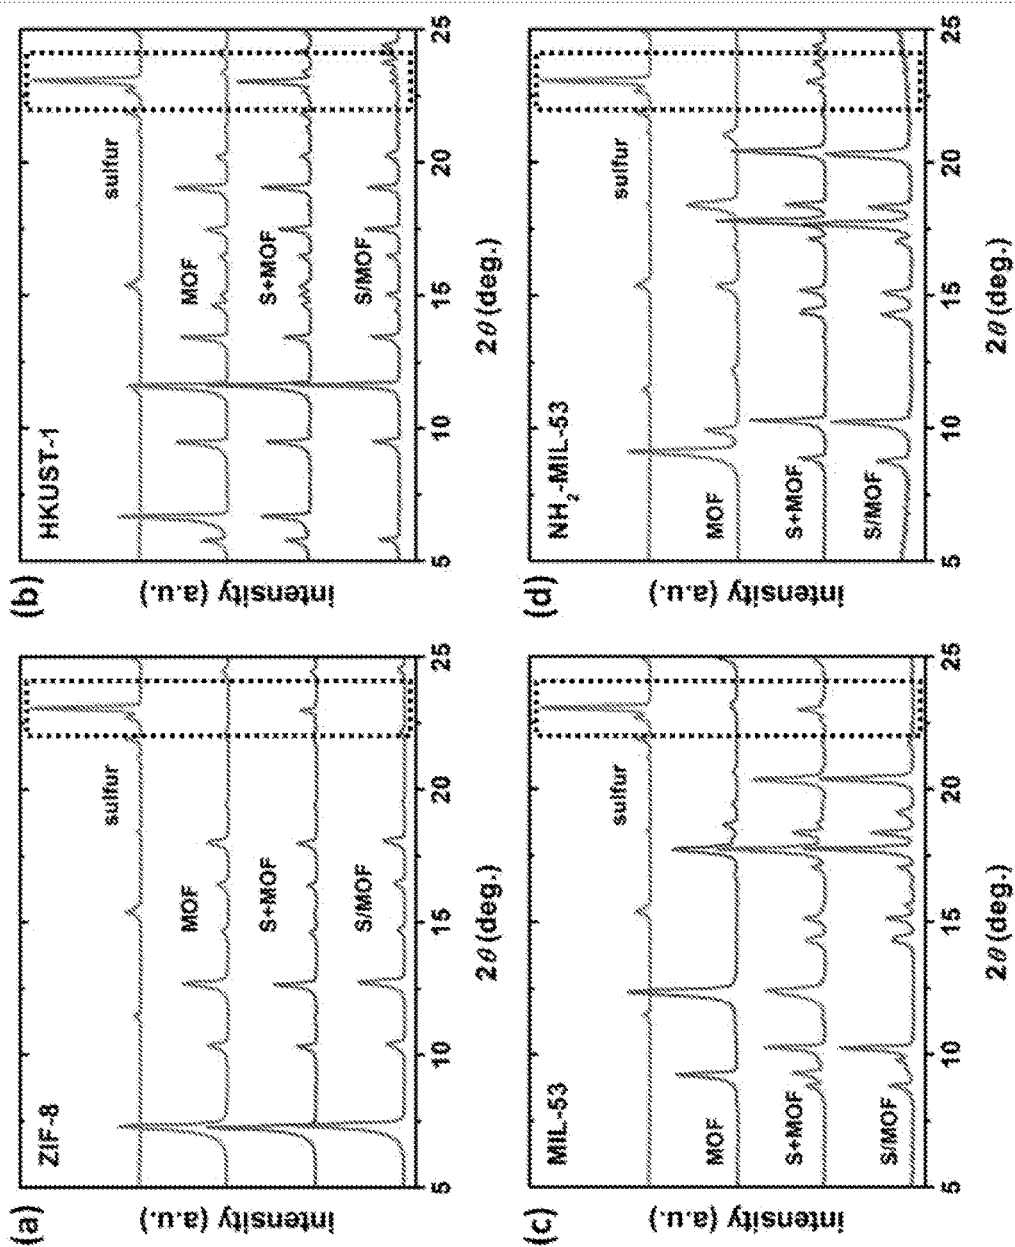 (a)
ZIF-8
sulfur
MOF
S+MOF
S/MOF
intensity (a.u.)
5 10 15 20 25
2θ (deg.)
(b)
HKUST-1
sulfur
MOF
S+MOF
S/MOF
intensity (a.u.)
5 10 15 20 25
2θ (deg.)
(c)
MIL-53
sulfur
MOF
S+MOF
S/MOF
intensity (a.u.)
5 10 15 20 25
2θ (deg.)
(d)
NH₂-MIL-53
sulfur
MOF
S+MOF
S/MOF
intensity (a.u.)
5 10 15 20 25
2θ (deg.)